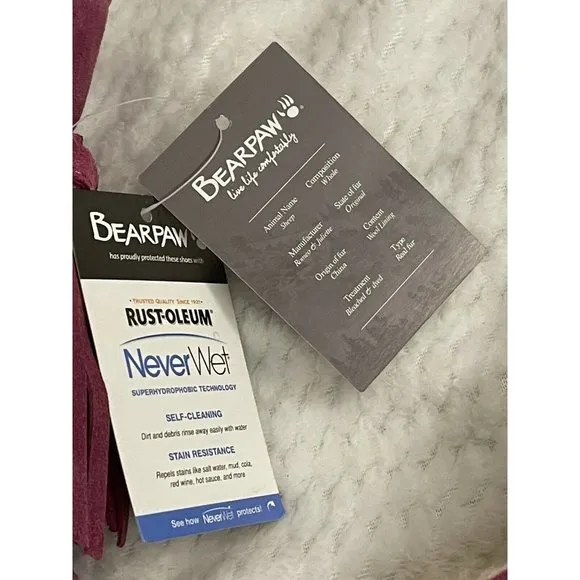 BEARPAW
live life comfortably
Animal Name
Sheep
Composition
Whole
Manufacturer
Romeo & Juliette
State of fur
Original
Origin of fur
China
Content
Wool Lining
Treatment
Bleached & dyed
Type
Real fur
BEARPAW
has proudly protected these shoes with
TRUSTED QUALITY SINCE 1921
RUST-OLEUM®
NeverWet
SUPERHYDROPHOBIC TECHNOLOGY
SELF-CLEANING
Dirt and debris rinse away easily with water
STAIN RESISTANCE
Repels stains like salt water, mud, cola,
red wine, hot sauce, and more
See how NeverWet protects!